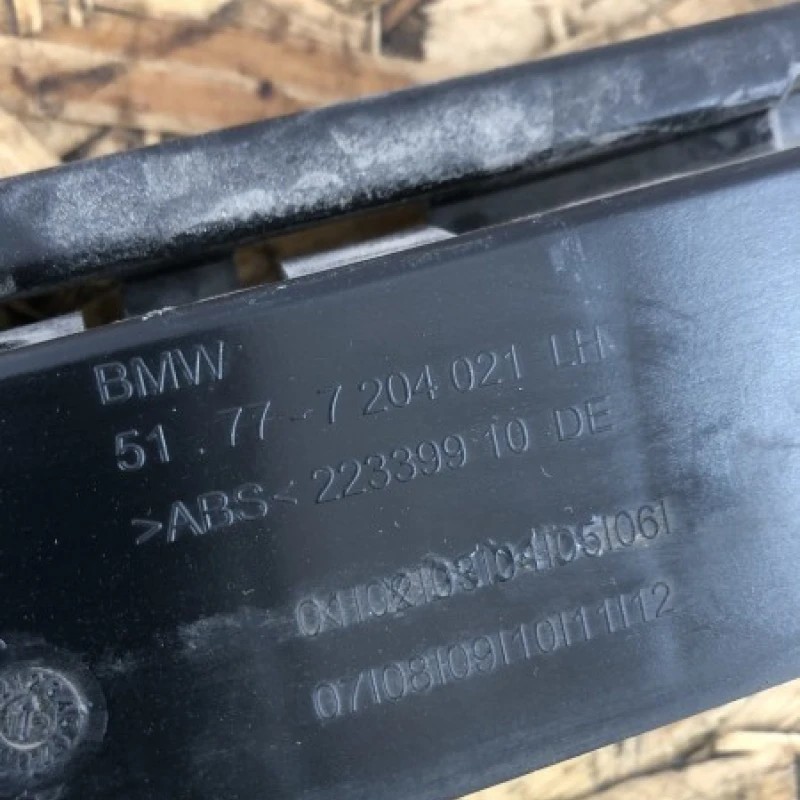 BMW
51.77-7 204 021 LH
>ABS< 223399 10 DE
01|02|03|04|05|06|
07|08|09|10|11|12